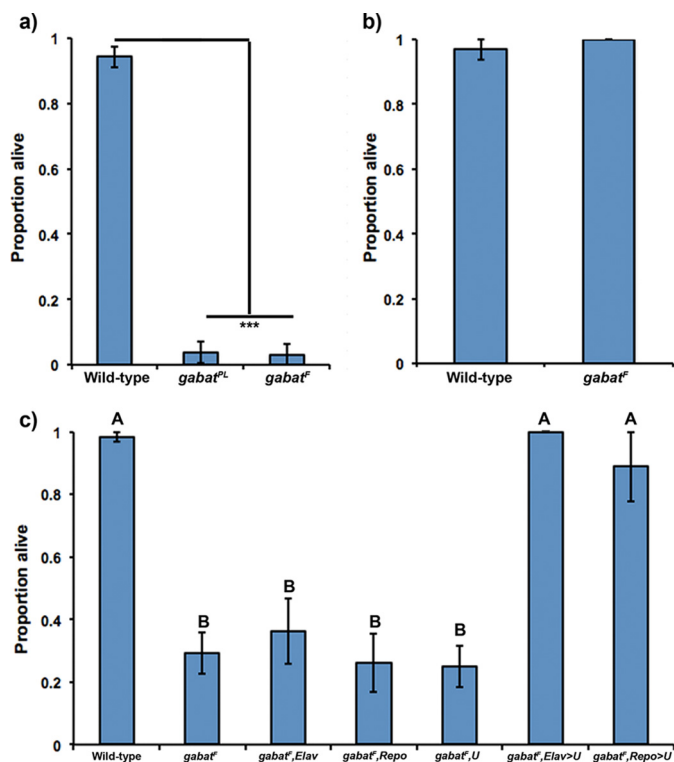 a)
Proportion alive
1
0.8
0.6
0.4
0.2
0
***
Wild-type gabatPL gabatF
b)
Proportion alive
1
0.8
0.6
0.4
0.2
0
Wild-type gabatF
c)
Proportion alive
1
0.8
0.6
0.4
0.2
0
A B B B B A A
Wild-type gabatF gabatF,Elav gabatF,Repo gabatF,U gabatF,Elav>U gabatF,Repo>U